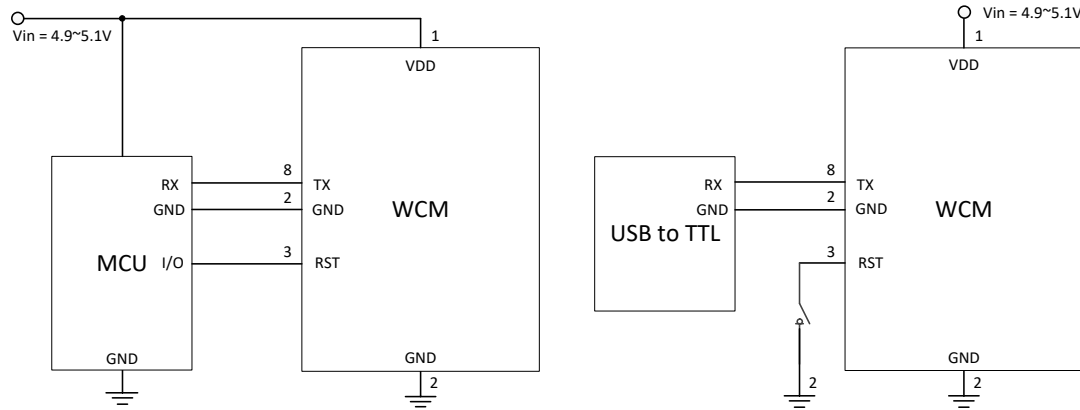 Vin = 4.9~5.1V
1
VDD
RX
8
TX
GND
2
GND
WCM
MCU
I/O
3
RST
GND
GND
2
Vin = 4.9~5.1V
1
VDD
RX
8
TX
GND
2
GND
WCM
USB to TTL
3
RST
2
GND
2